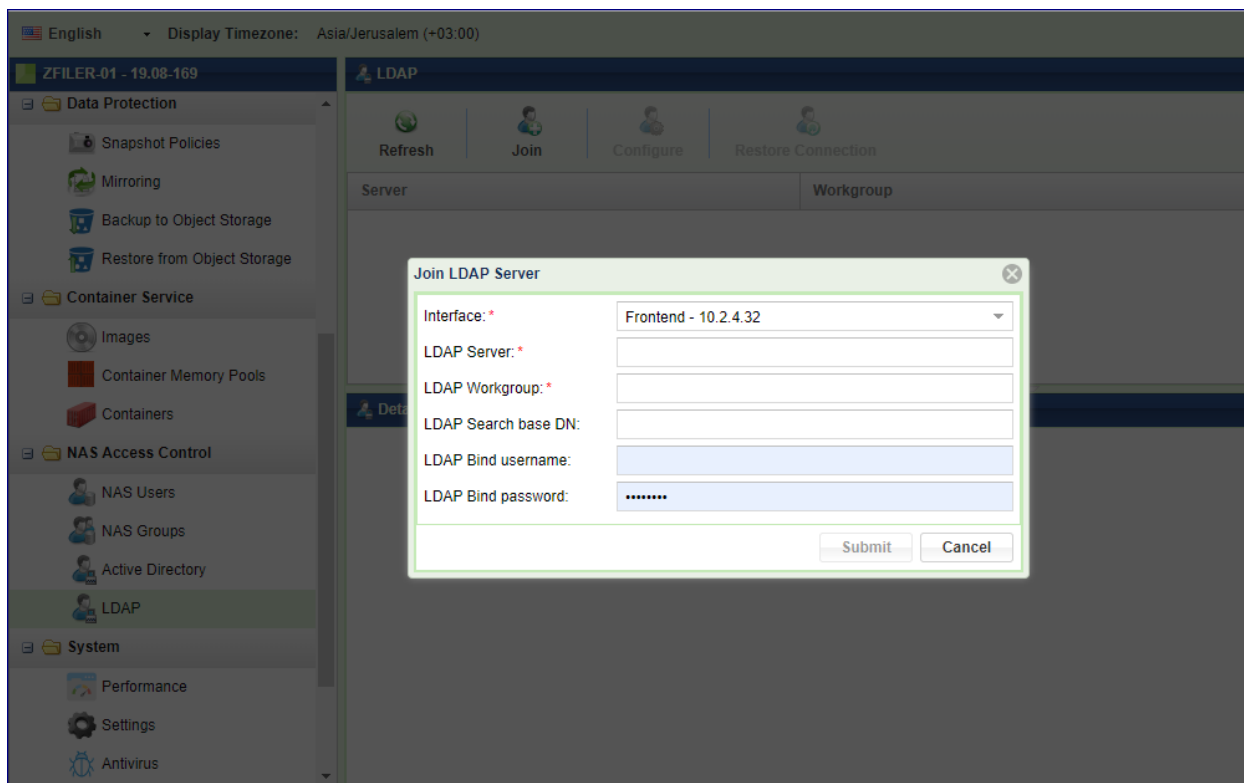 English
Display Timezone: Asia/Jerusalem (+03:00)
ZFILER-01 - 19.08-169
Data Protection
Snapshot Policies
Mirroring
Backup to Object Storage
Restore from Object Storage
Container Service
Images
Container Memory Pools
Containers
NAS Access Control
NAS Users
NAS Groups
Active Directory
LDAP
System
Performance
Settings
Antivirus
LDAP
Refresh
Join
Configure
Restore Connection
Server
Workgroup
Join LDAP Server
Interface:* Frontend - 10.2.4.32
LDAP Server:*
LDAP Workgroup:*
LDAP Search base DN:
LDAP Bind username:
LDAP Bind password: ••••••••
Submit
Cancel